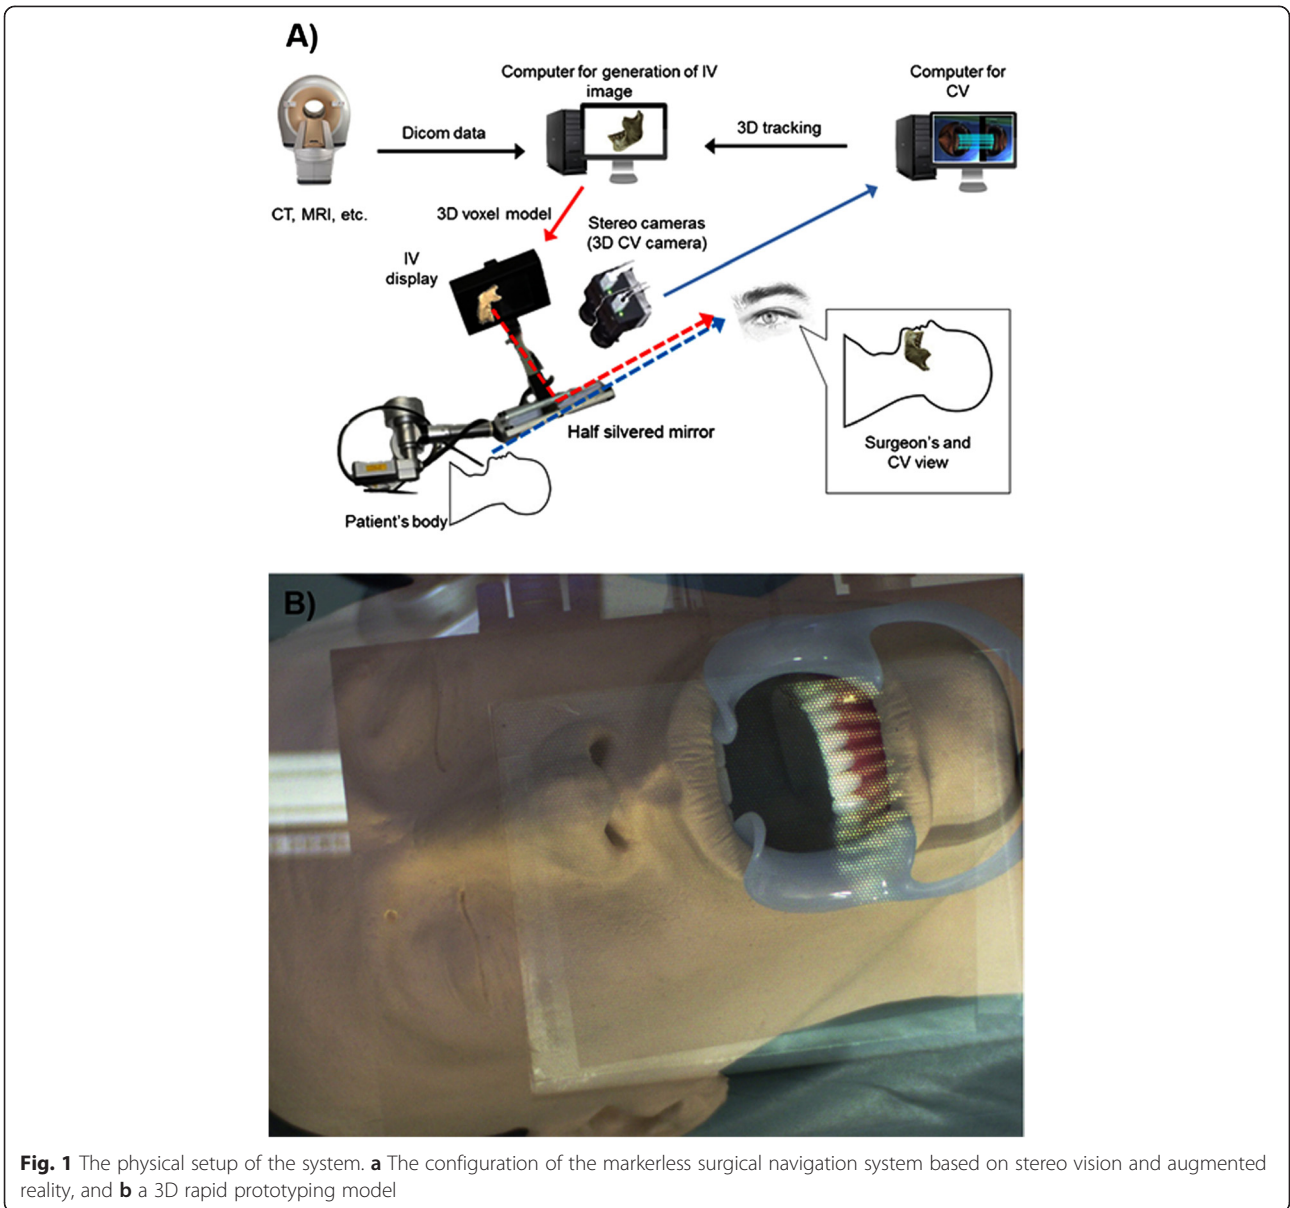 A)
Computer for generation of IV
image
Computer for
CV
Dicom data
3D tracking
CT, MRI, etc.
3D voxel model
Stereo cameras
(3D CV camera)
IV
display
Half silvered mirror
Surgeon's and
CV view
Patient's body
B)
Fig. 1 The physical setup of the system. a The configuration of the markerless surgical navigation system based on stereo vision and augmented
reality, and b a 3D rapid prototyping model